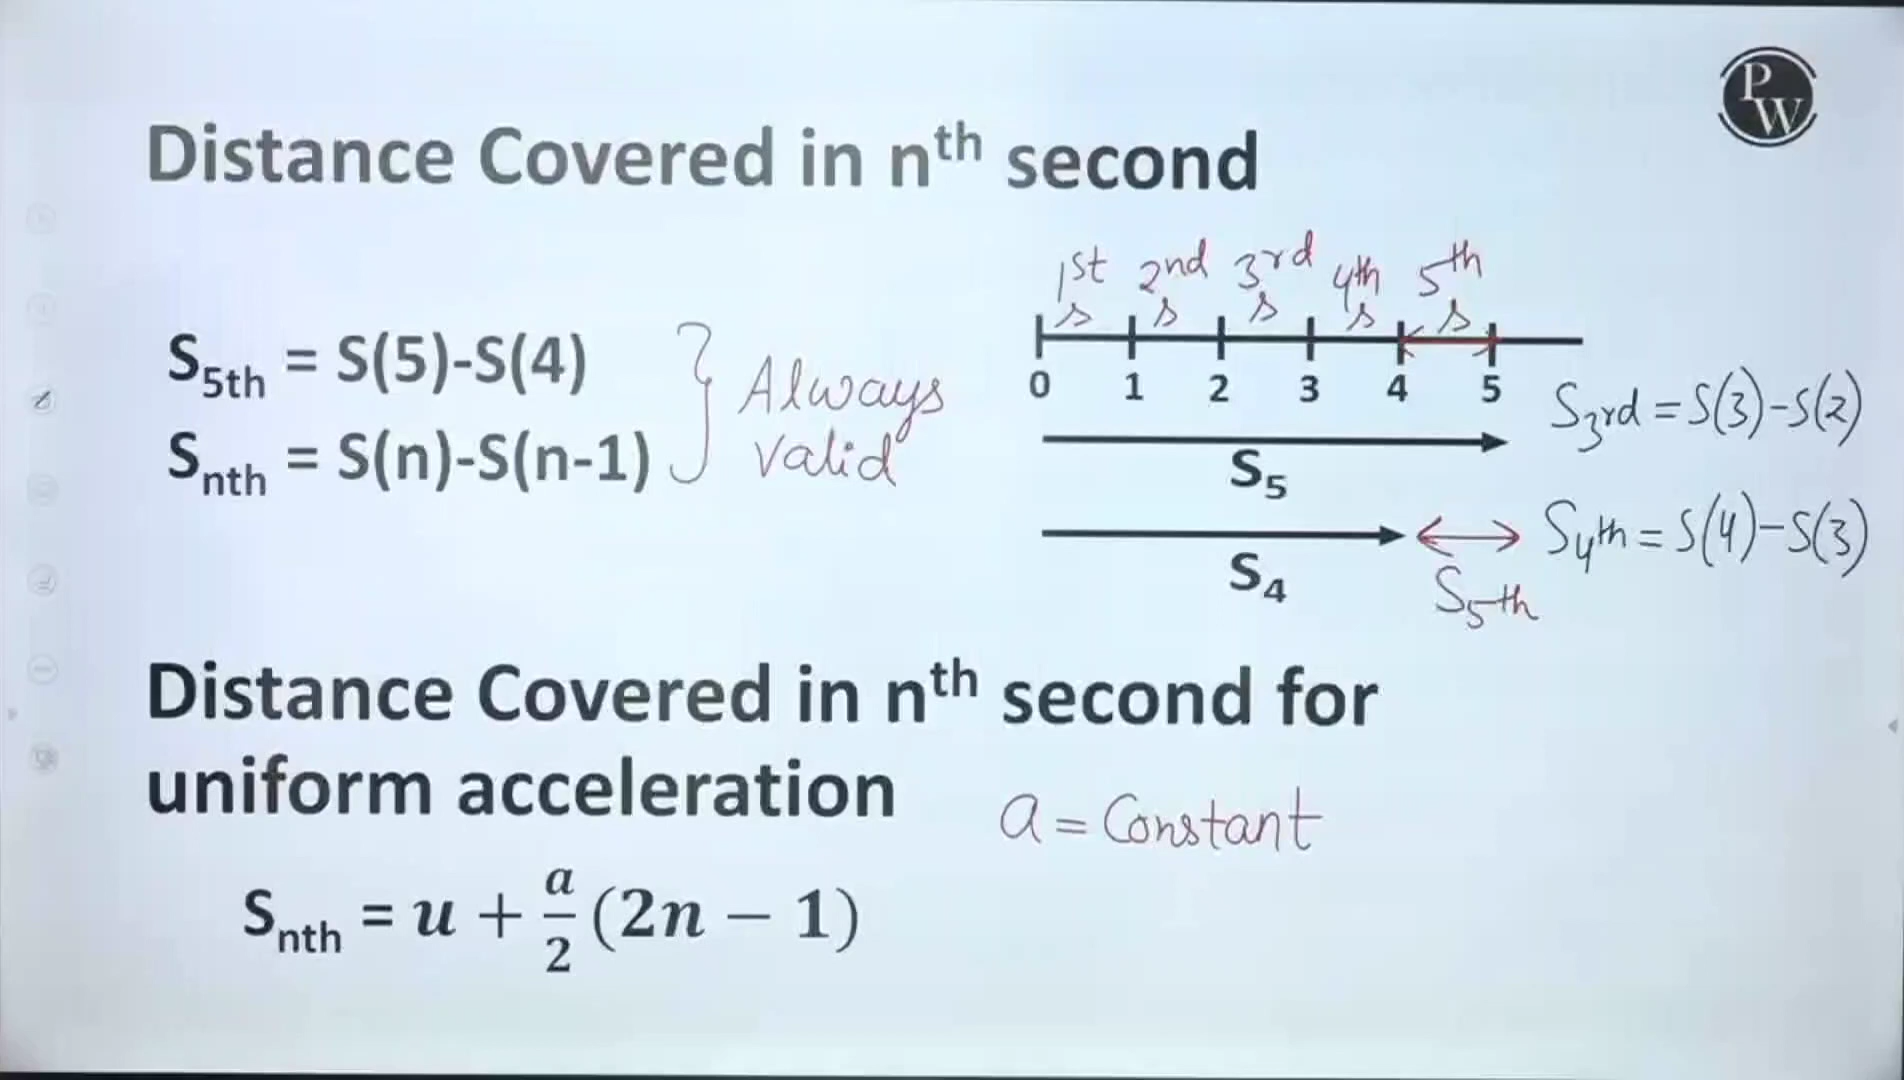 PW
Distance Covered in nth second
1st 2nd 3rd 4th 5th
s s s s s
S5th = S(5)-S(4)
Snth = S(n)-S(n-1)
Always
valid
0 1 2 3 4 5
S3rd = S(3)-S(2)
S5
S4th = S(4)-S(3)
S4
S5th
Distance Covered in nth second for
uniform acceleration
a = Constant
Snth = u + a/2 (2n − 1)